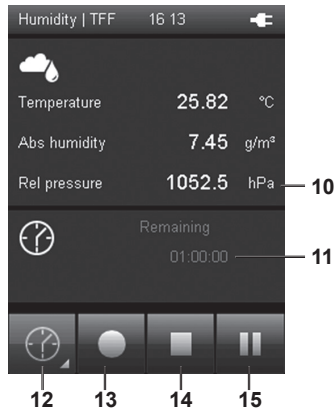 Humidity | TFF 16 13
Temperature 25.82 °C
Abs humidity 7.45 g/m³
Rel pressure 1052.5 hPa 10
Remaining
01:00:00 11
12 13 14 15